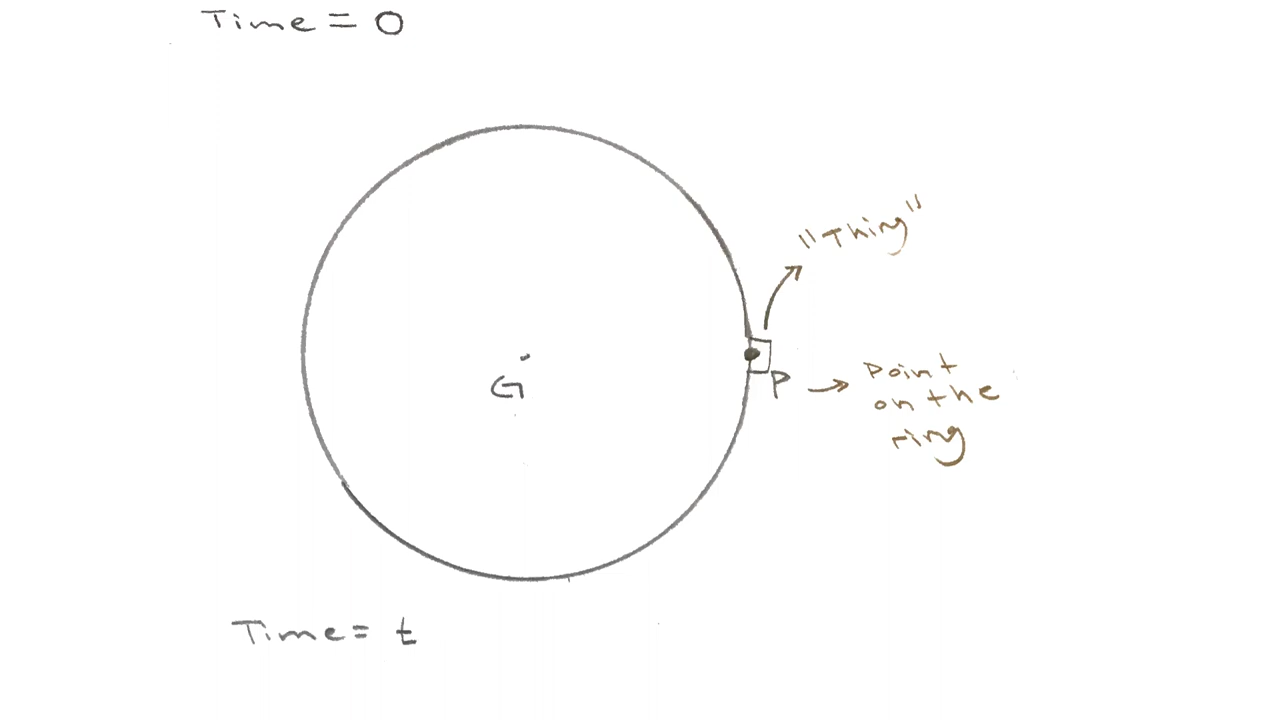 Time = 0
"Thing"
G
P → Point
on the
ring
Time = t